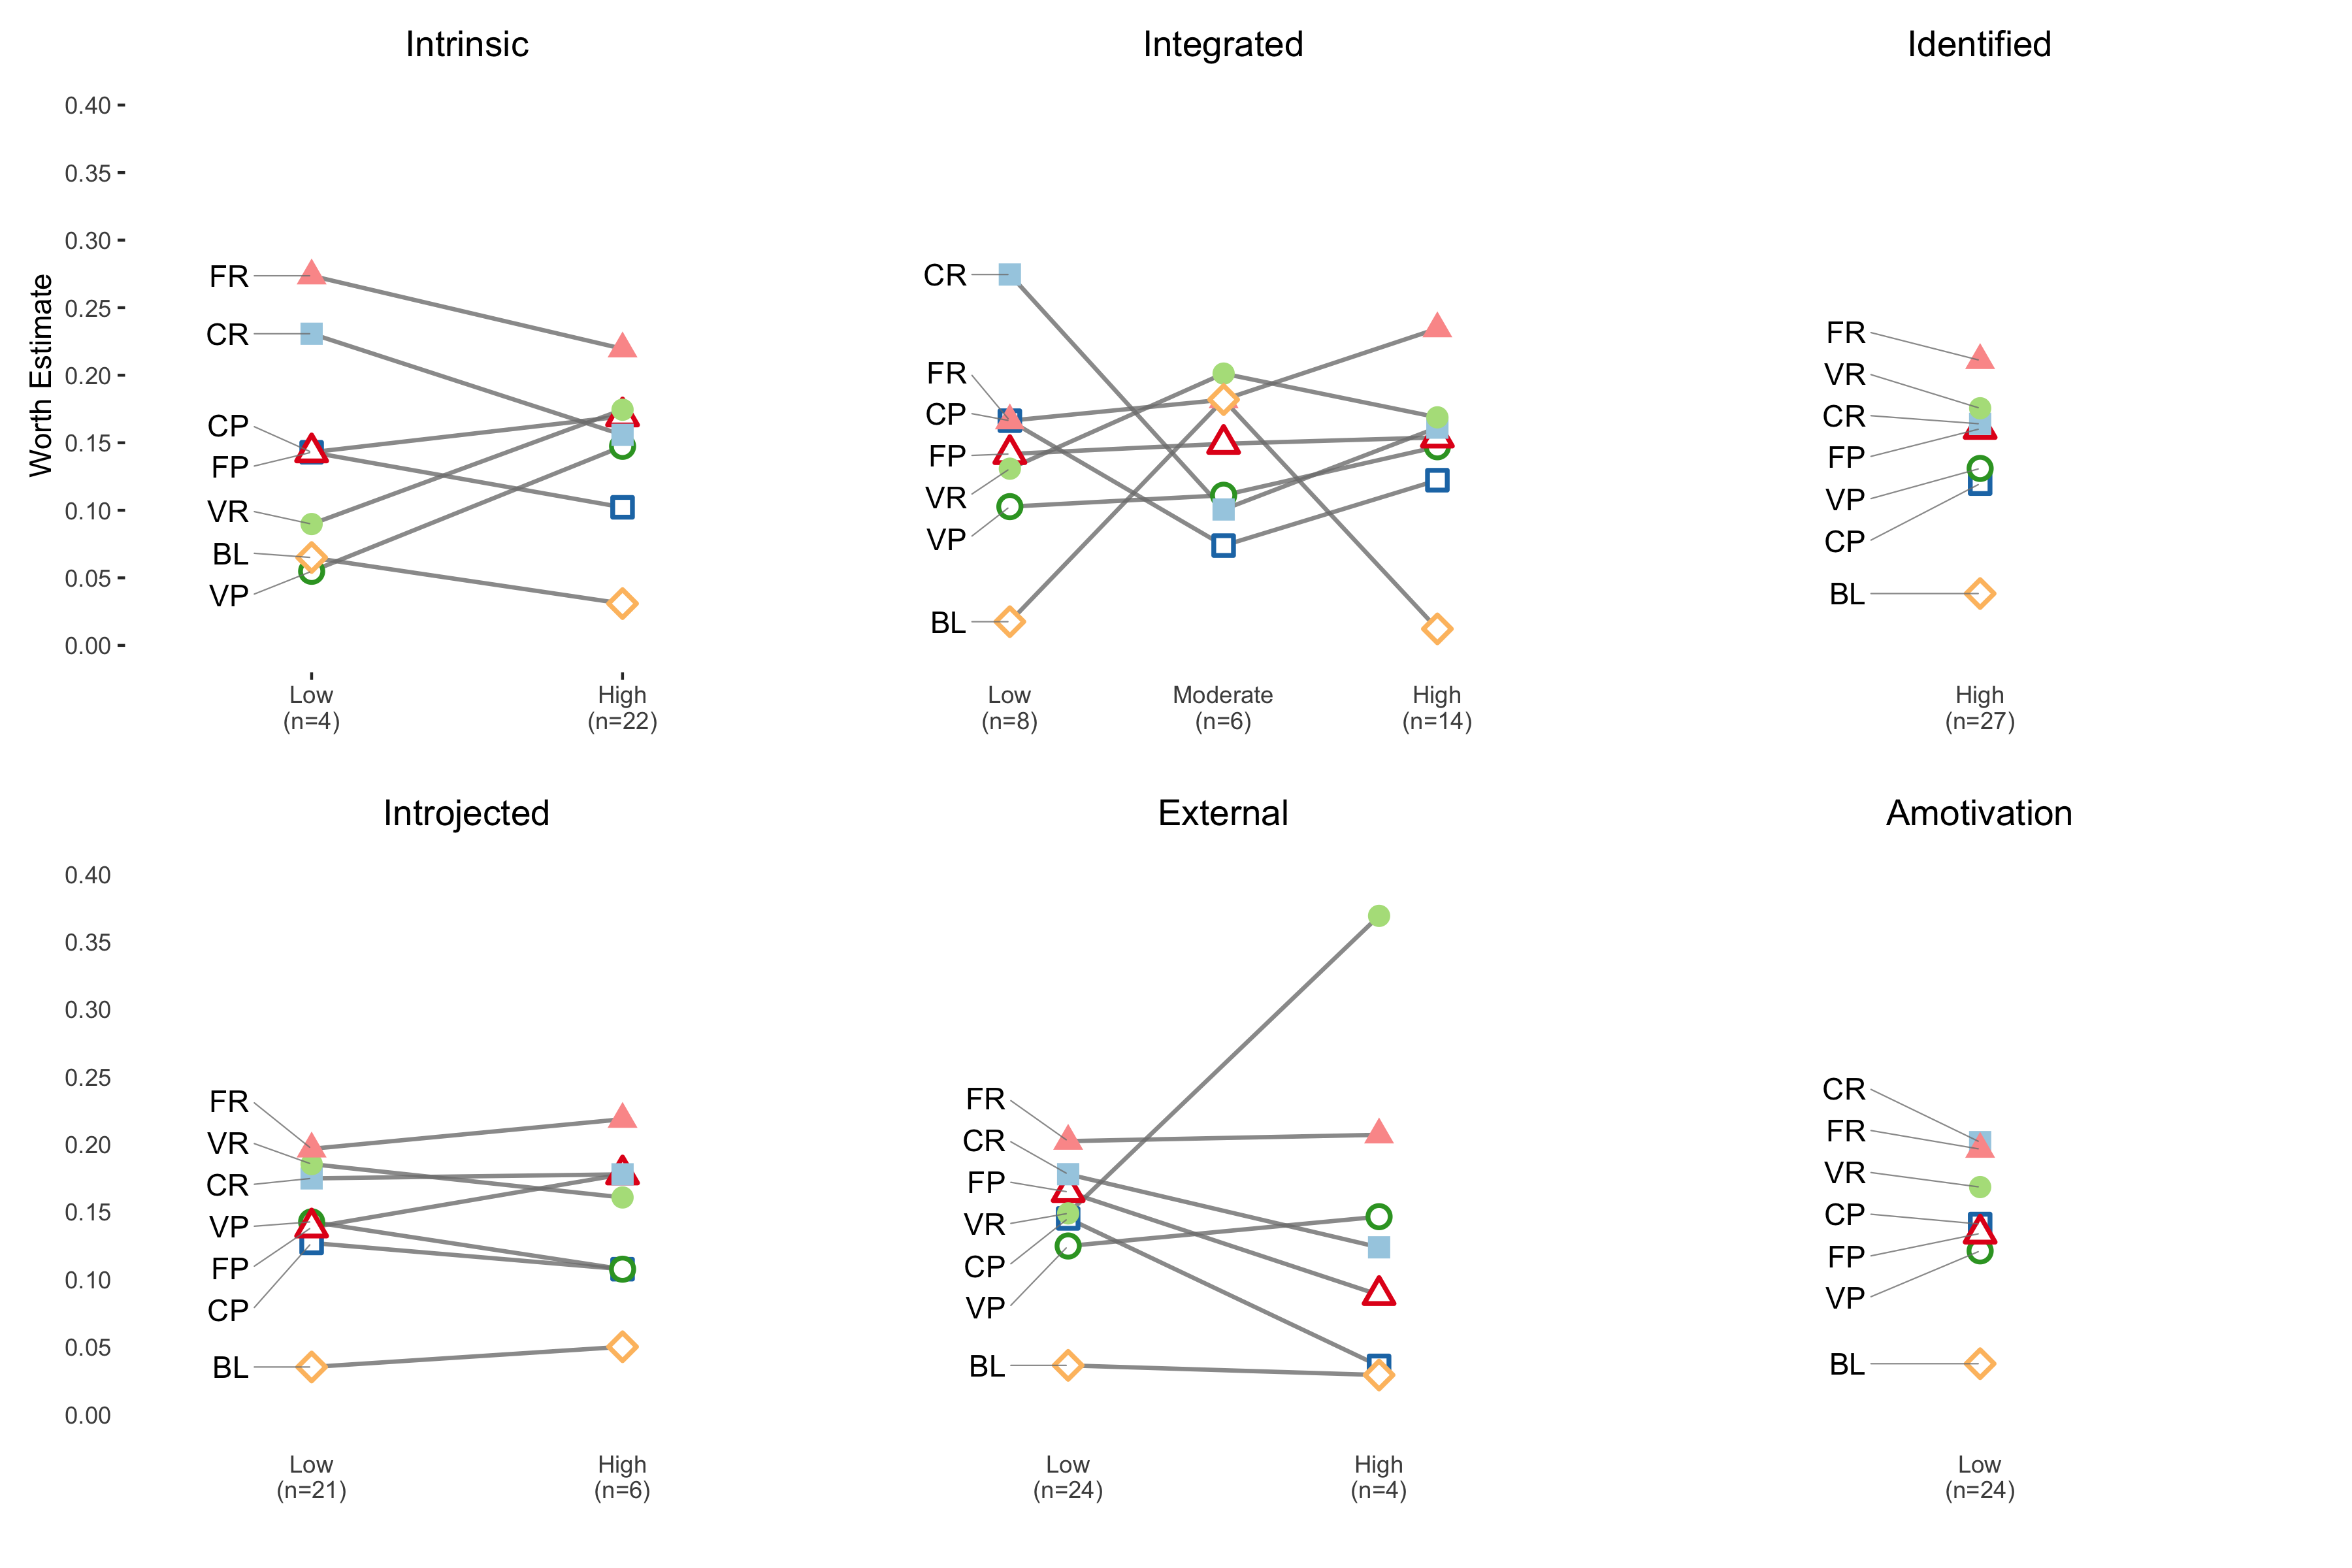 Intrinsic
Integrated
Identified
Worth Estimate
0.40
0.35
0.30
0.25
0.20
0.15
0.10
0.05
0.00
FR
CR
CP
FP
VR
BL
VP
Low
(n=4)
High
(n=22)
CR
FR
CP
FP
VR
VP
BL
Low
(n=8)
Moderate
(n=6)
High
(n=14)
FR
VR
CR
FP
VP
CP
BL
High
(n=27)
Introjected
External
Amotivation
0.40
0.35
0.30
0.25
0.20
0.15
0.10
0.05
0.00
FR
VR
CR
VP
FP
CP
BL
Low
(n=21)
High
(n=6)
FR
CR
FP
VR
CP
VP
BL
Low
(n=24)
High
(n=4)
CR
FR
VR
CP
FP
VP
BL
Low
(n=24)